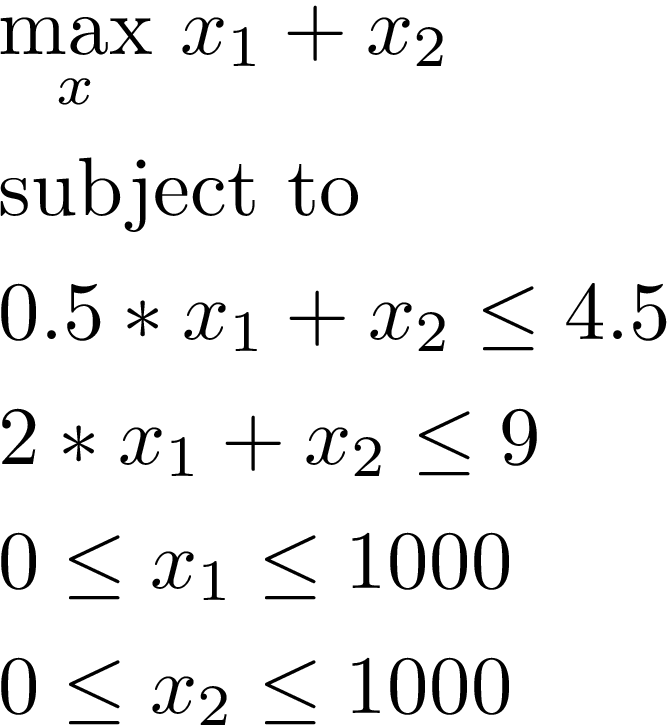 max x₁ + x₂
x
subject to
0.5 * x₁ + x₂ ≤ 4.5
2 * x₁ + x₂ ≤ 9
0 ≤ x₁ ≤ 1000
0 ≤ x₂ ≤ 1000